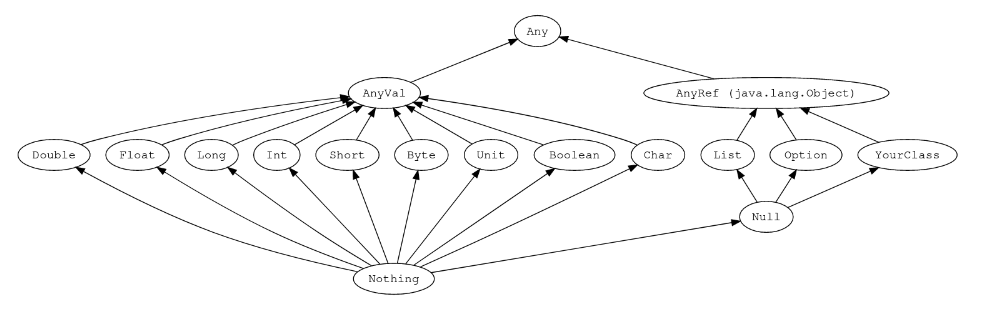 Any
AnyVal
AnyRef (java.lang.Object)
Double
Float
Long
Int
Short
Byte
Unit
Boolean
Char
List
Option
YourClass
Null
Nothing